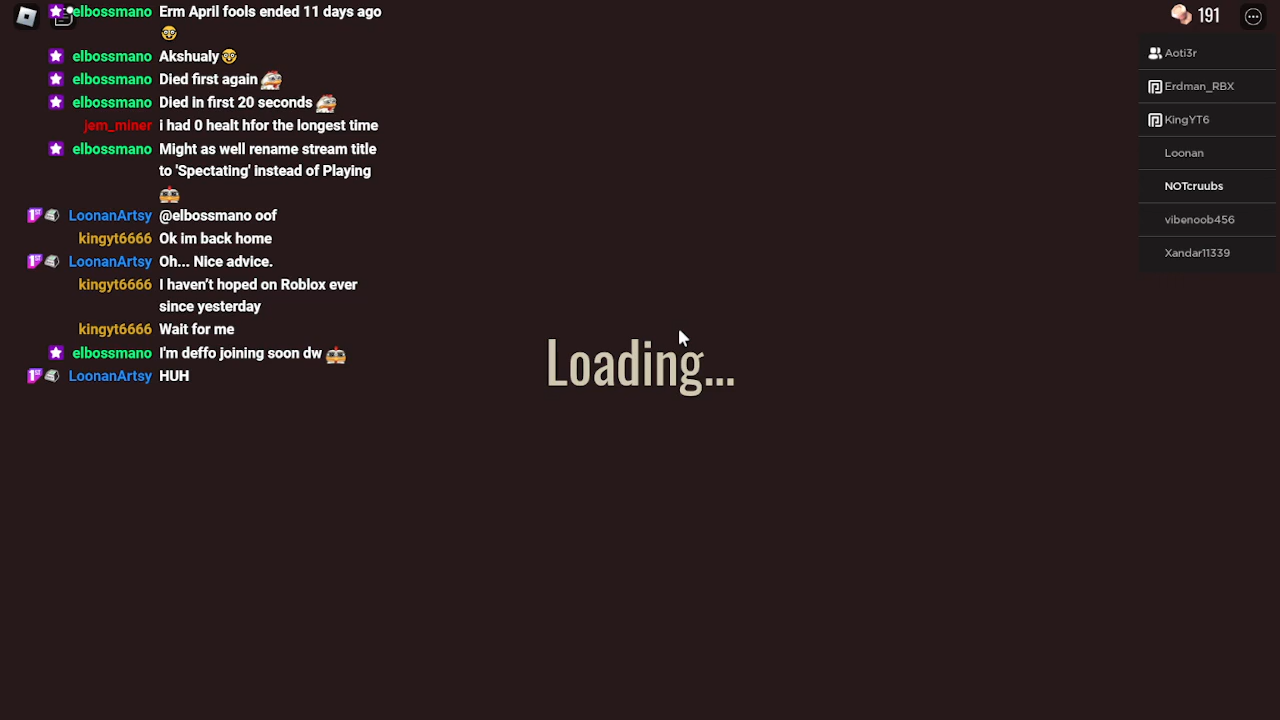 elbossmano Erm April fools ended 11 days ago
elbossmano Akshualy
elbossmano Died first again
elbossmano Died in first 20 seconds
jem_miner i had 0 healt hfor the longest time
elbossmano Might as well rename stream title
to 'Spectating' instead of Playing
LoonanArtsy @elbossmano oof
kingyt6666 Ok im back home
LoonanArtsy Oh... Nice advice.
kingyt6666 I haven't hoped on Roblox ever
since yesterday
kingyt6666 Wait for me
elbossmano I'm deffo joining soon dw
LoonanArtsy HUH
Loading...
191
Aoti3r
Erdman_RBX
KingYT6
Loonan
NOTcruubs
vibenoob456
Xandar11339